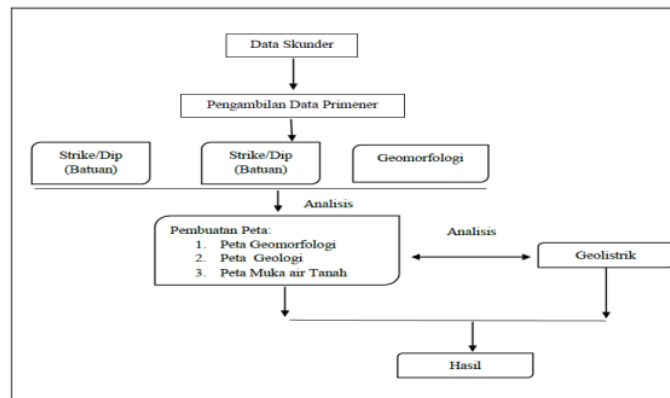 Data Skunder
Pengambilan Data Primener
Strike/Dip
(Batuan)
Strike/Dip
(Batuan)
Geomorfologi
Analisis
Pembuatan Peta:
1. Peta Geomorfologi
2. Peta Geologi
3. Peta Muka air Tanah
Analisis
Geolistrik
Hasil